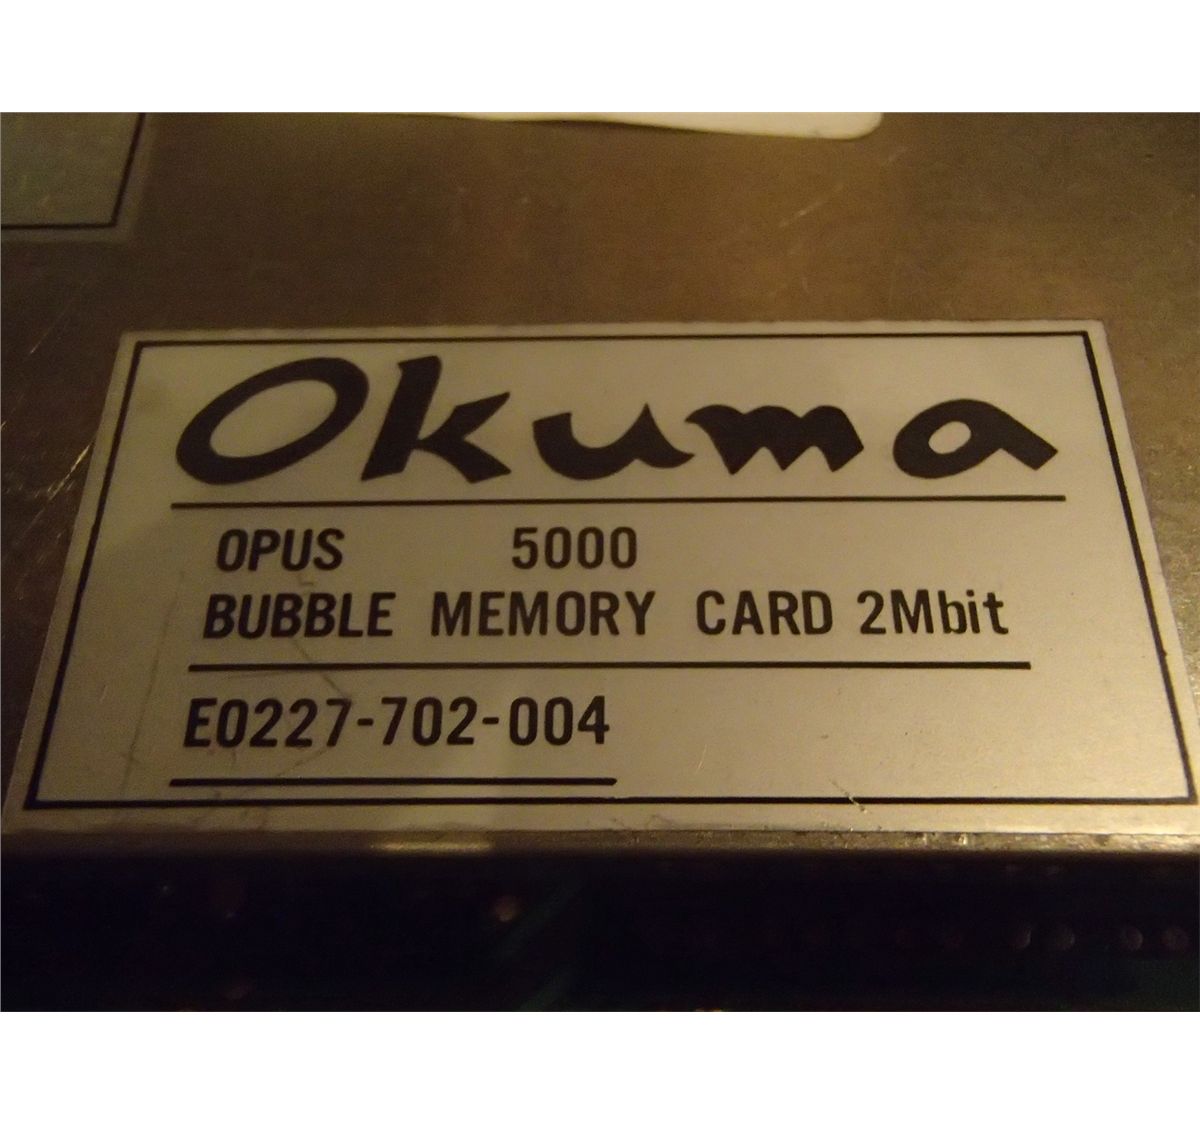 Okuma
OPUS 5000
BUBBLE MEMORY CARD 2Mbit
E0227-702-004